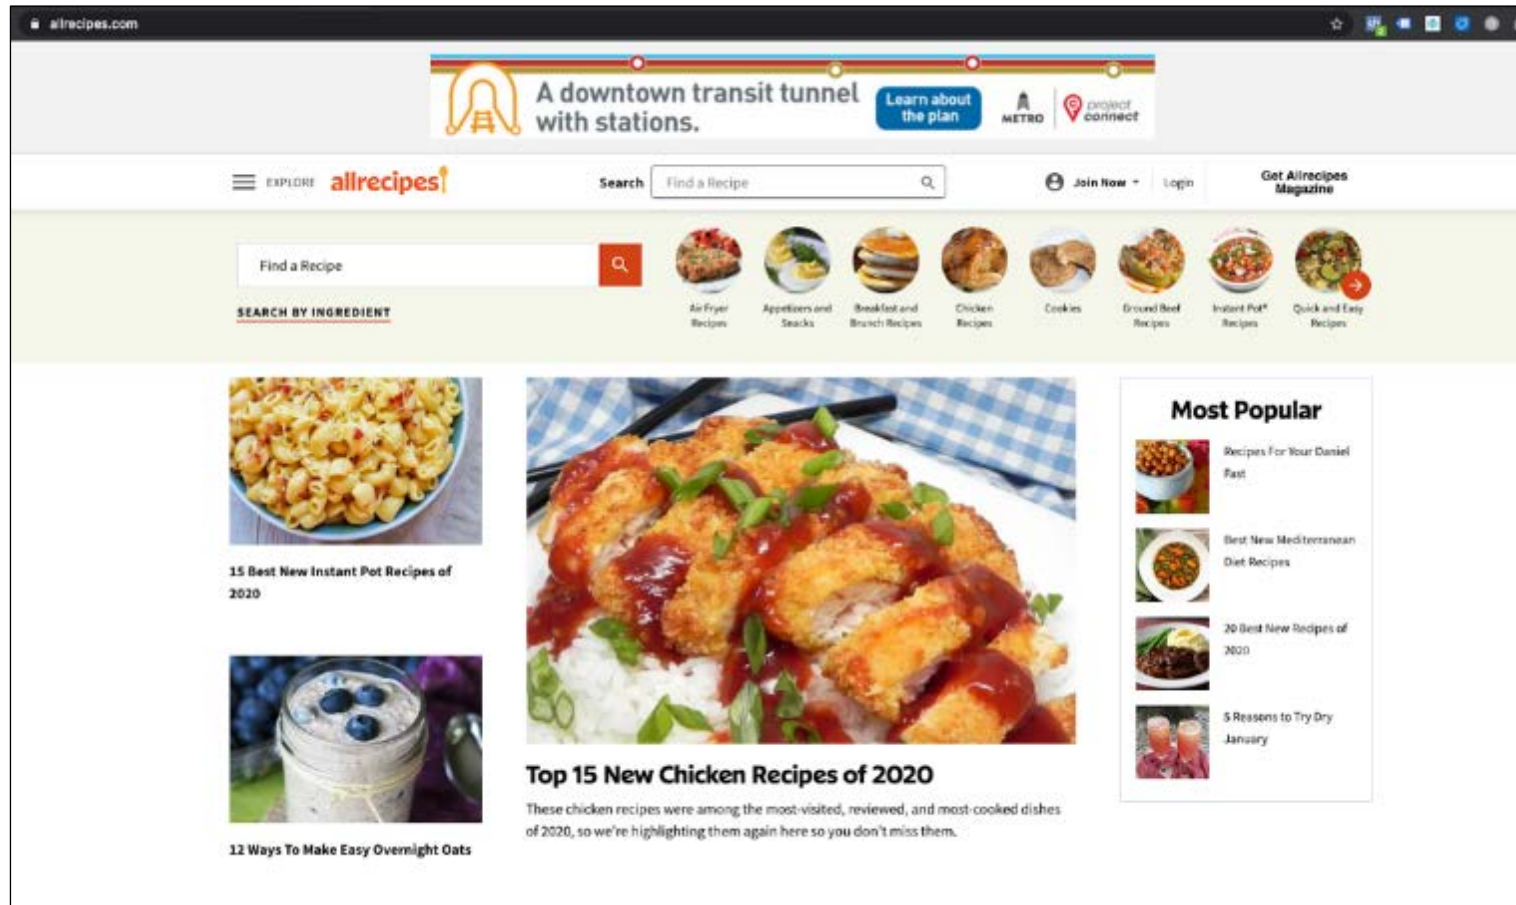 allrecipes.com
A downtown transit tunnel
with stations.
Learn about
the plan
METRO
project
connect
EXPLORE
allrecipes
Search
Find a Recipe
Join Now
Login
Get Allrecipes
Magazine
Find a Recipe
SEARCH BY INGREDIENT
Air Fryer
Recipes
Appetizers and
Snacks
Breakfast and
Brunch Recipes
Chicken
Recipes
Cookies
Ground Beef
Recipes
Instant Pot®
Recipes
Quick and Easy
Recipes
15 Best New Instant Pot Recipes of
2020
12 Ways To Make Easy Overnight Oats
Top 15 New Chicken Recipes of 2020
These chicken recipes were among the most-visited, reviewed, and most-cooked dishes
of 2020, so we're highlighting them again here so you don't miss them.
Most Popular
Recipes For Your Daniel
Fast
Best New Mediterranean
Diet Recipes
20 Best New Recipes of
2020
5 Reasons to Try Dry
January